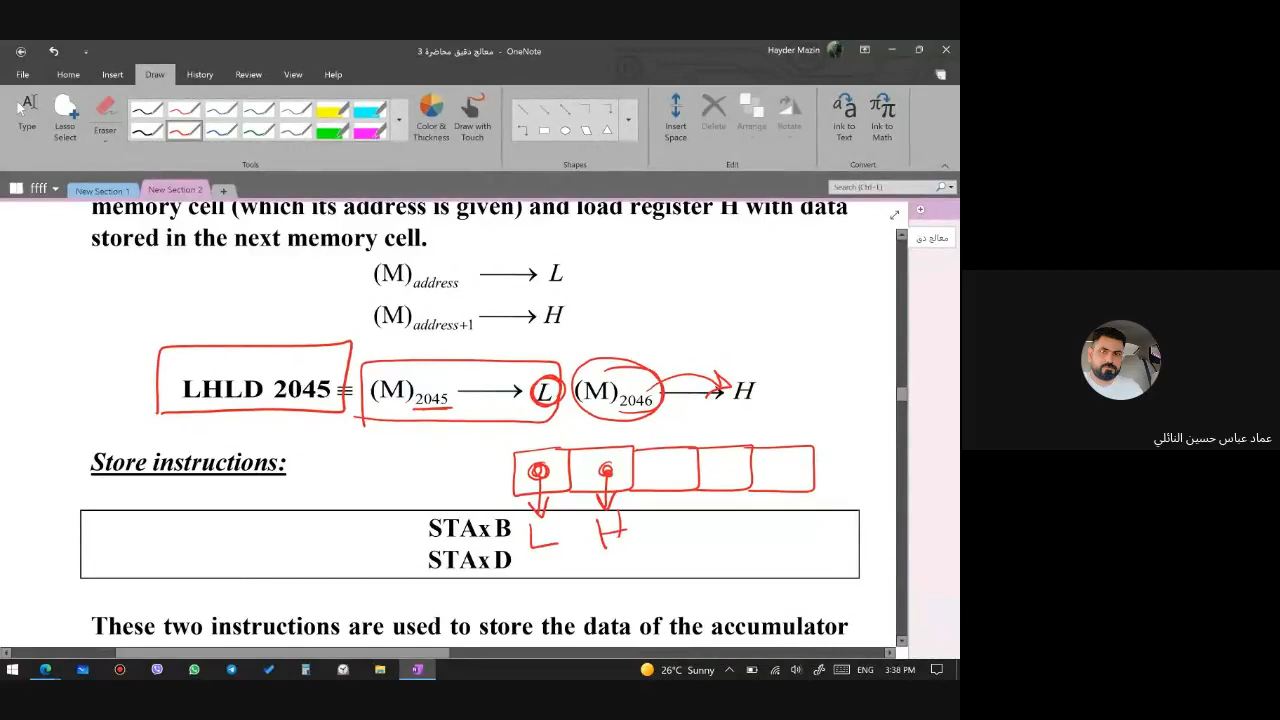 معالج دقيق محاضرة 3 - OneNote
Hayder Mazin
File Home Insert Draw History Review View Help
Type
Lasso Select
Eraser
Color & Thickness
Draw with Touch
Insert Space
Delete
Arrange
Rotate
Ink to Text
Ink to Math
Tools
Shapes
Edit
Convert
ffff
New Section 1
New Section 2
Search (Ctrl+E)
معالج دی
memory cell (which its address is given) and load register H with data
stored in the next memory cell.
(M)address ⟶ L
(M)address+1 ⟶ H
LHLD 2045 ≡ (M)2045 ⟶ L (M)2046 ⟶ H
Store instructions:
STAx B
STAx D
L H
These two instructions are used to store the data of the accumulator
عماد عباس حسين النائلي
26°C Sunny
ENG
3:38 PM